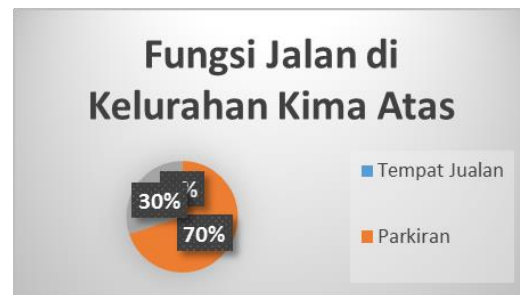 Fungsi Jalan di
Kelurahan Kima Atas
%
30%
70%
Tempat Jualan
Parkiran